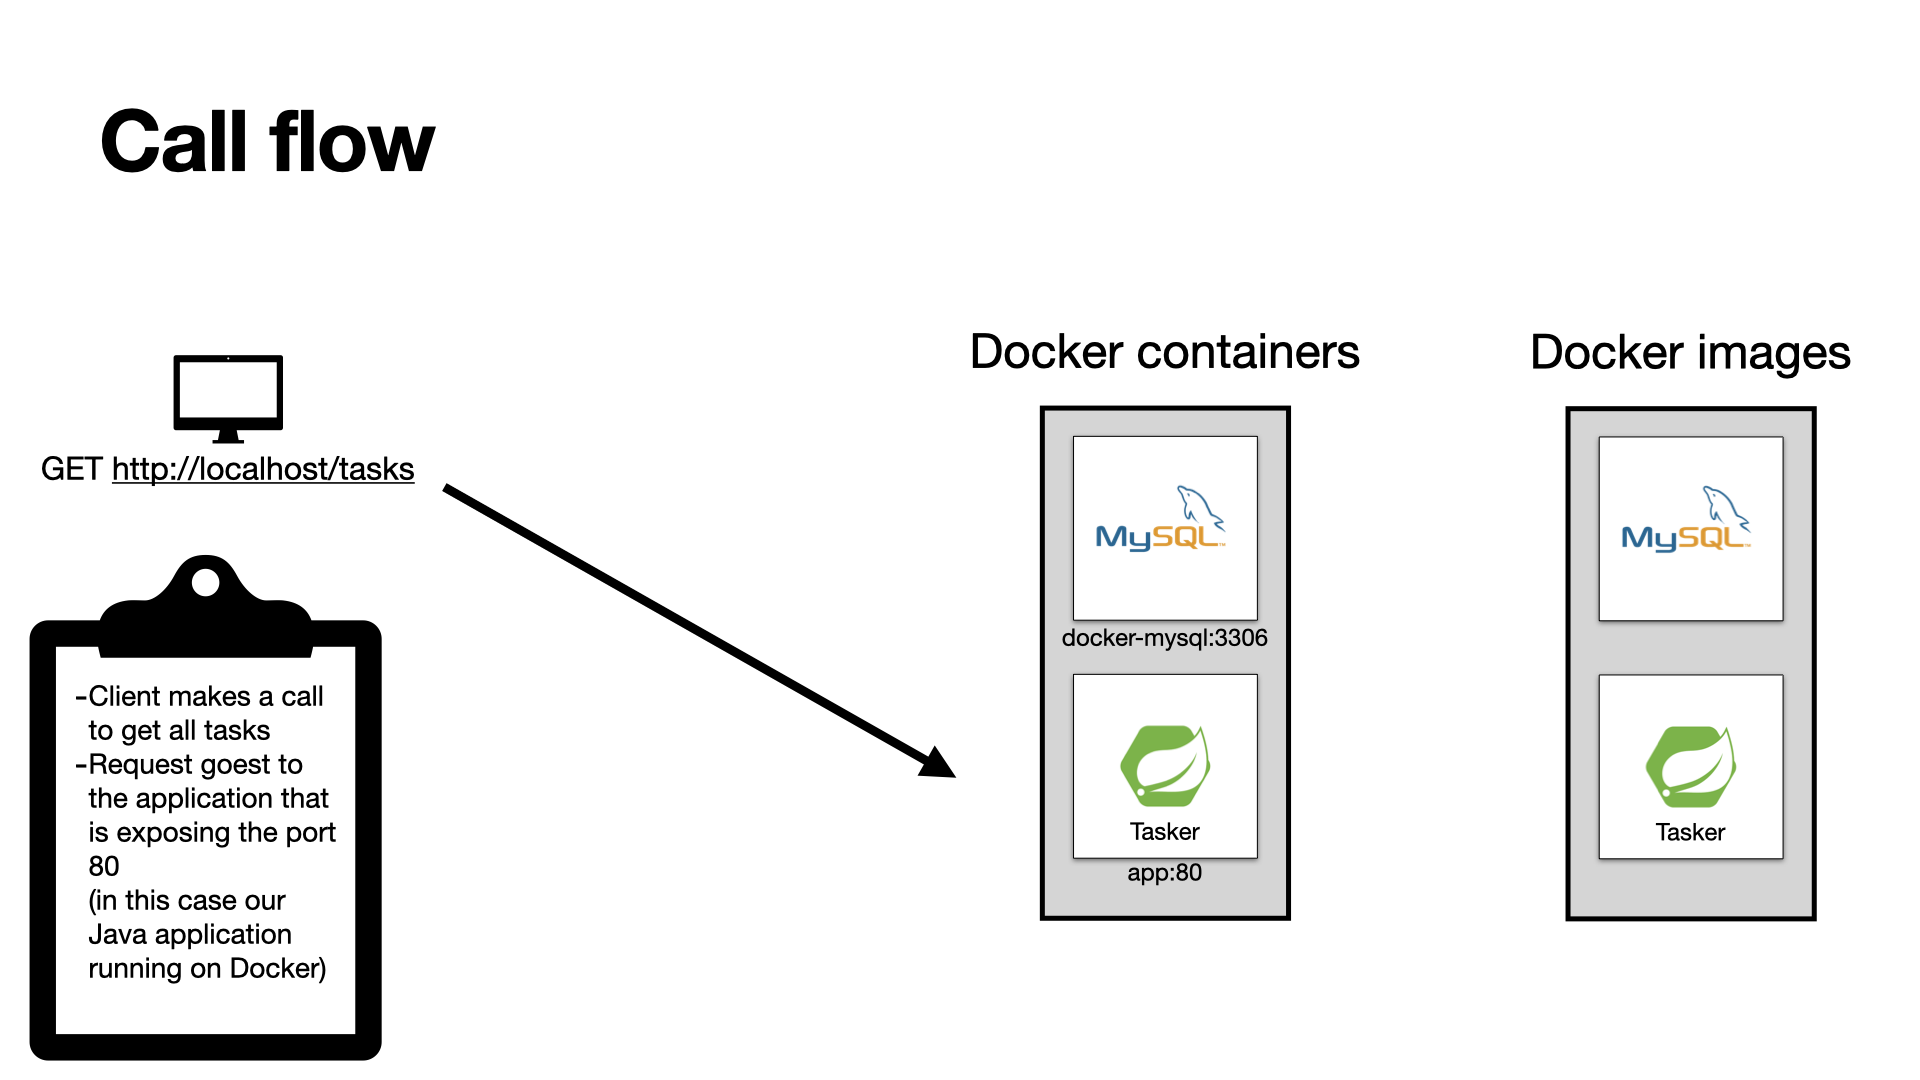 Call flow
GET http://localhost/tasks
-Client makes a call
to get all tasks
-Request goest to
the application that
is exposing the port
80
(in this case our
Java application
running on Docker)
Docker containers
MySQL™
docker-mysql:3306
Tasker
app:80
Docker images
MySQL™
Tasker